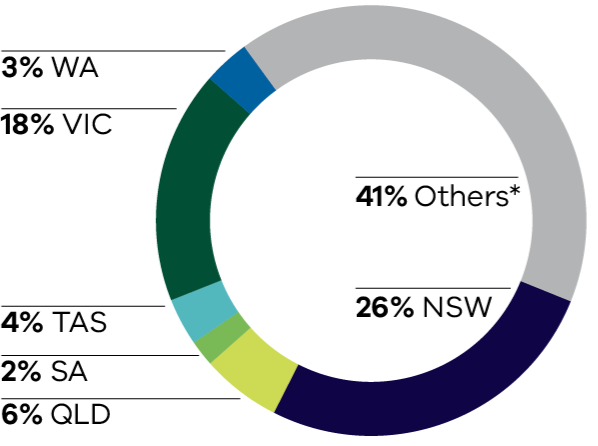 3% WA
18% VIC
41% Others*
26% NSW
4% TAS
2% SA
6% QLD